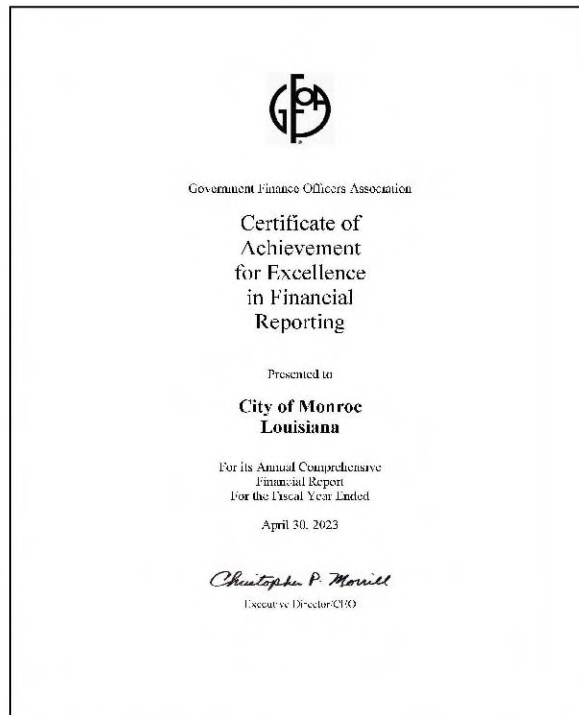 GFOA
Government Finance Officers Association
Certificate of
Achievement
for Excellence
in Financial
Reporting
Presented to
City of Monroe
Louisiana
For its Annual Comprehensive
Financial Report
For the Fiscal Year Ended
April 30, 2023
Christopher P. Morrill
Executive Director/CEO